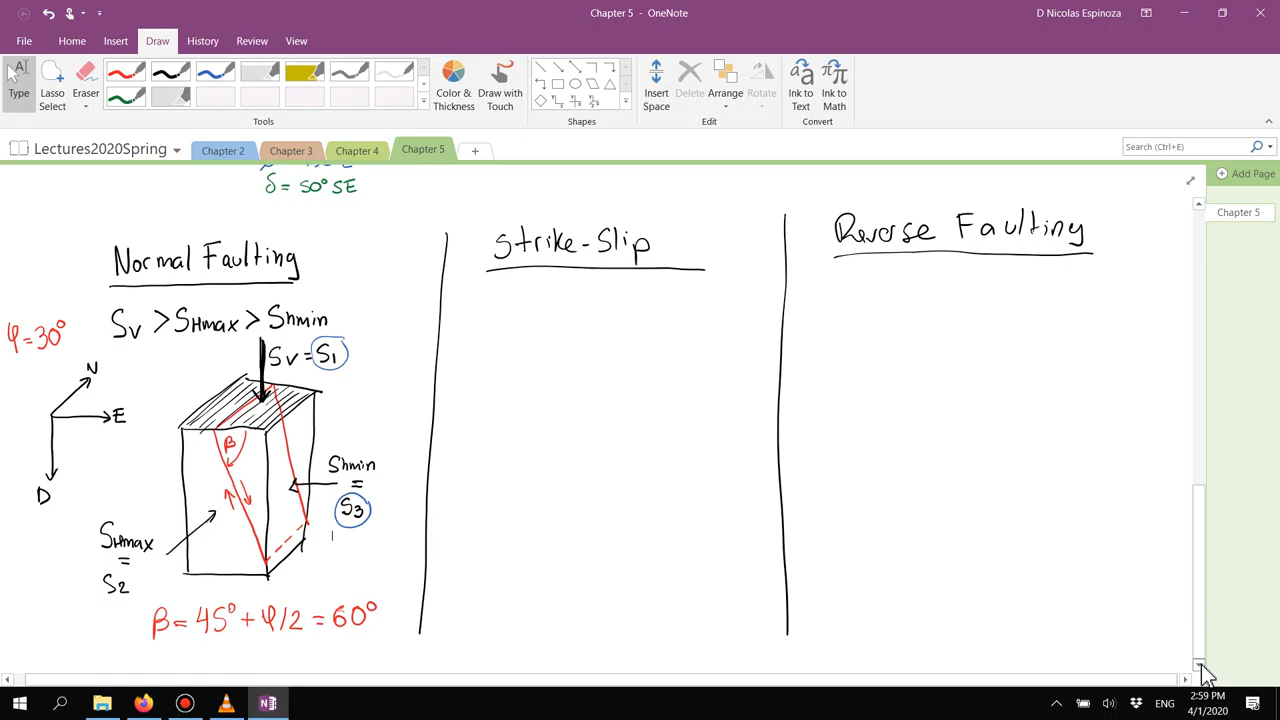 Chapter 5 - OneNote
D Nicolas Espinoza
File Home Insert Draw History Review View
Type
Lasso Select
Eraser
Color & Thickness
Draw with Touch
Insert Space
Delete
Arrange
Rotate
Ink to Text
Ink to Math
Tools
Shapes
Edit
Convert
Lectures2020Spring
Chapter 2
Chapter 3
Chapter 4
Chapter 5
+
Search (Ctrl+E)
Add Page
Chapter 5
δ = 50° SE
Normal Faulting
Strike-Slip
Reverse Faulting
Sv > SHmax > Shmin
φ = 30°
Sv = S1
N
E
D
β
Shmin
=
S3
SHmax
=
S2
β = 45° + φ/2 = 60°
ENG
2:59 PM
4/1/2020